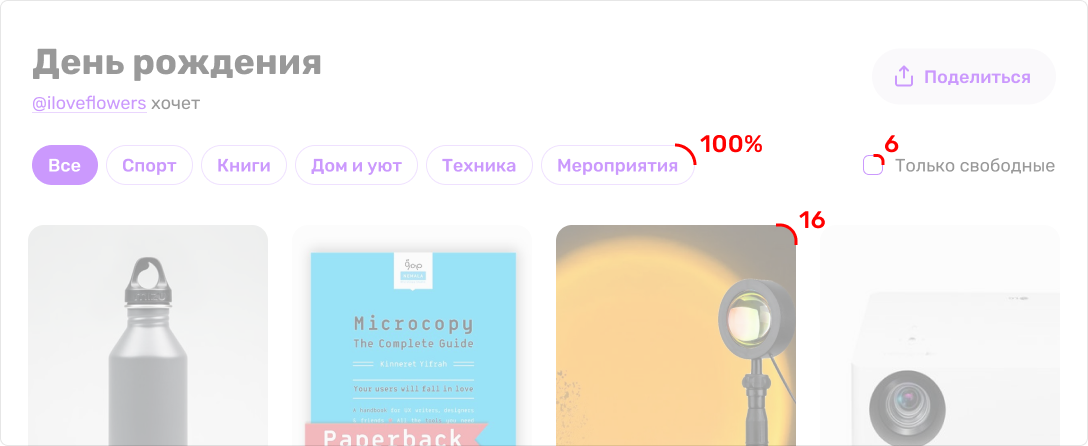 День рождения
Поделиться
@iloveflowers хочет
100%
6
Все
Спорт
Книги
Дом и уют
Техника
Мероприятия
Только свободные
16
Microcopy
The Complete Guide
Kinneret Yifrah
Your users will fall in love
A handbook for UX writers, designers
Paperback